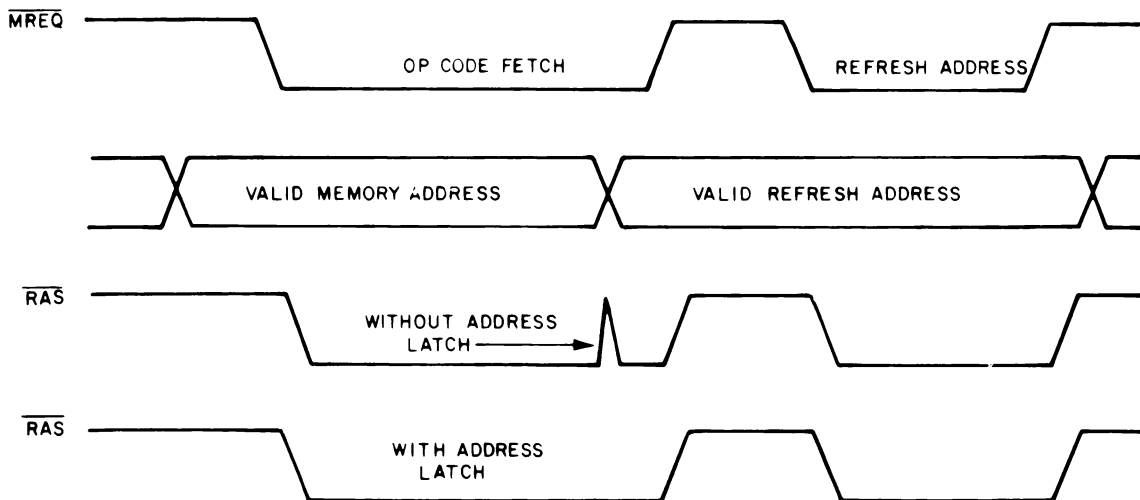 MREQ
OP CODE FETCH
REFRESH ADDRESS
VALID MEMORY ADDRESS
VALID REFRESH ADDRESS
RAS
WITHOUT ADDRESS
LATCH
RAS
WITH ADDRESS
LATCH